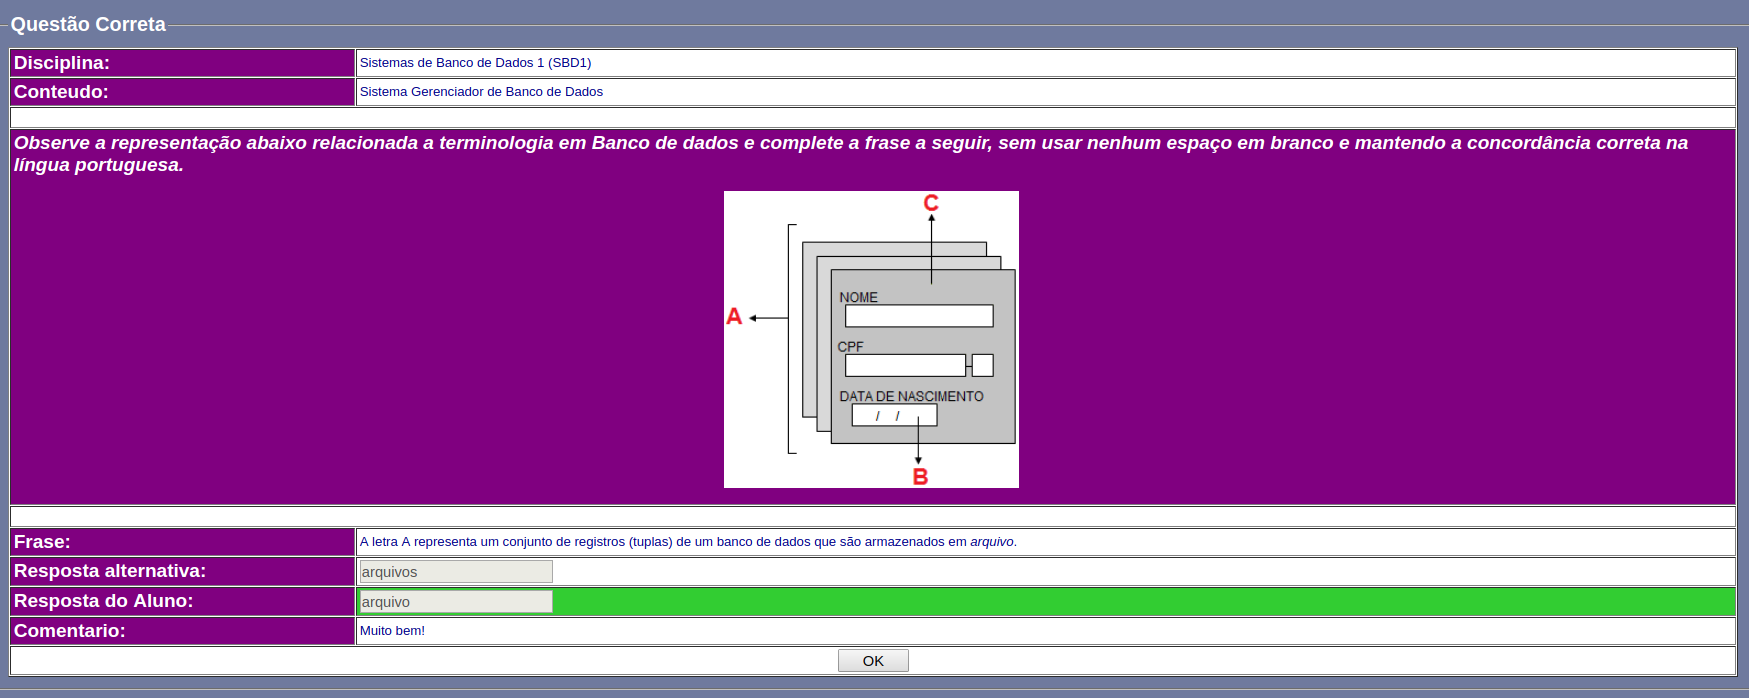 Questão Correta
Disciplina: Sistemas de Banco de Dados 1 (SBD1)
Conteudo: Sistema Gerenciador de Banco de Dados
Observe a representação abaixo relacionada a terminologia em Banco de dados e complete a frase a seguir, sem usar nenhum espaço em branco e mantendo a concordância correta na
língua portuguesa.
C
NOME
A
CPF
DATA DE NASCIMENTO
/ /
B
Frase: A letra A representa um conjunto de registros (tuplas) de um banco de dados que são armazenados em arquivo.
Resposta alternativa: arquivos
Resposta do Aluno: arquivo
Comentario: Muito bem!
OK